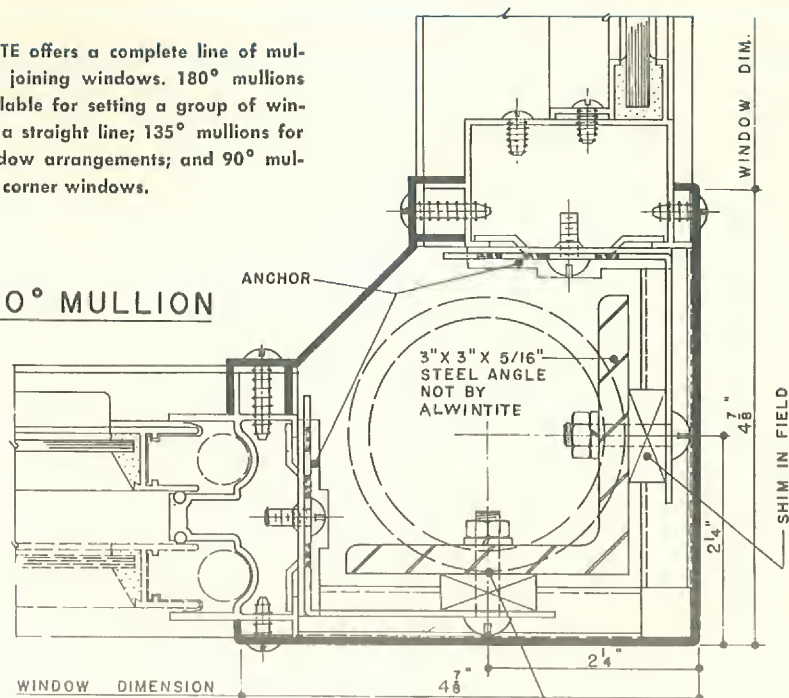 TE offers a complete line of mul-
joining windows. 180° mullions
lable for setting a group of win-
a straight line; 135° mullions for
dow arrangements; and 90° mul-
corner windows.
0° MULLION
ANCHOR
3" X 3" X 5/16"
STEEL ANGLE
NOT BY
ALWINTITE
WINDOW DIM.
4 7/8"
2 1/4"
SHIM IN FIELD
2 1/4"
WINDOW DIMENSION
4 7/8"